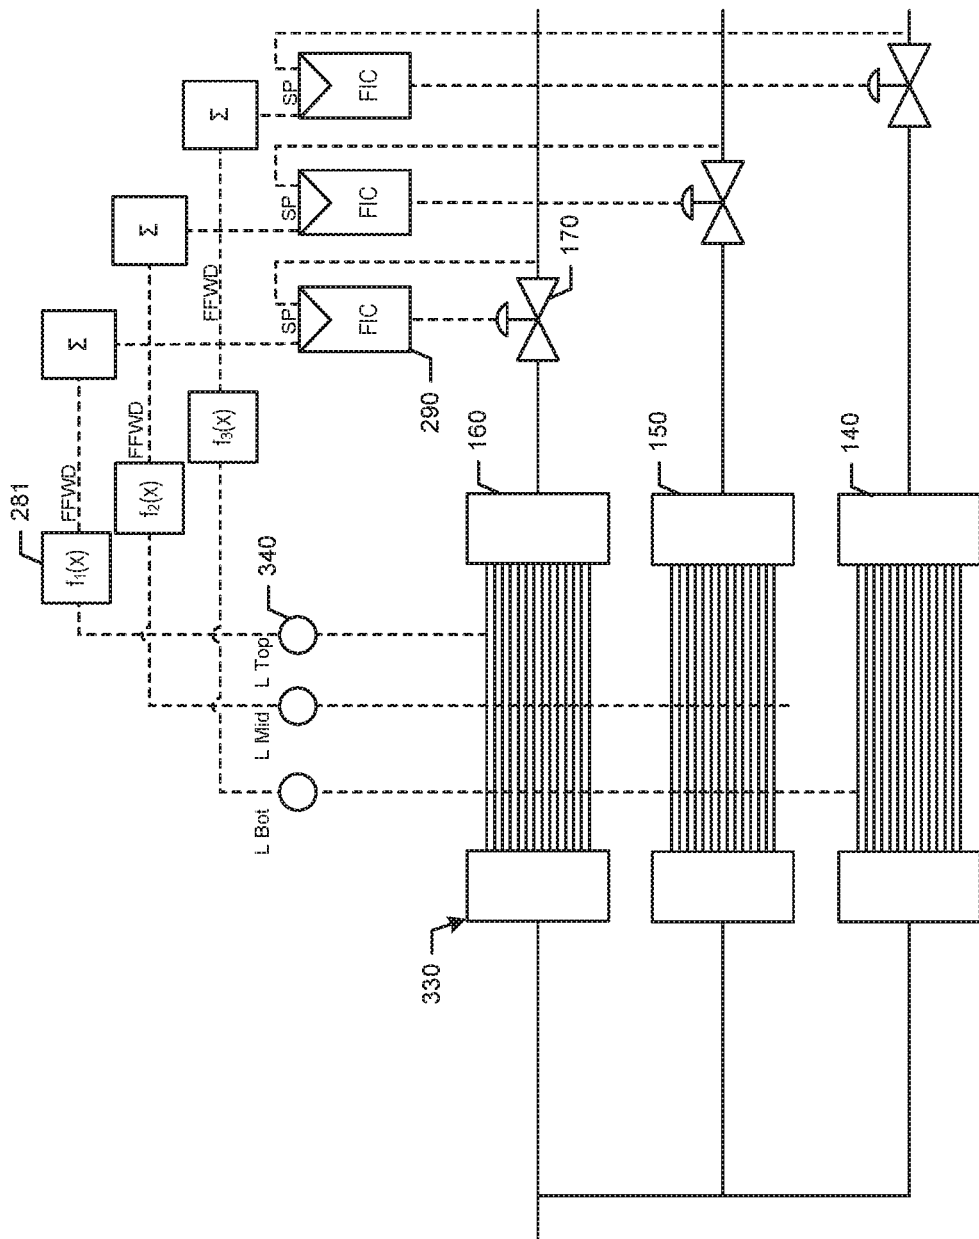 281
f₁(x)
FFWD
Σ
f₂(x)
FFWD
Σ
f₃(x)
FFWD
Σ
L Bot
L Mid
L Top
340
SP
FIC
290
SP
FIC
SP
FIC
330
160
170
150
140